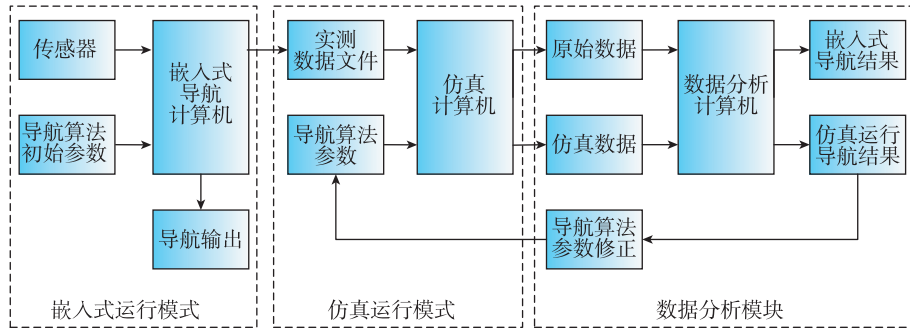 传感器
导航算法
初始参数
嵌入式
导航
计算机
导航输出
嵌入式运行模式
实测
数据文件
导航算法
参数
仿真
计算机
仿真运行模式
原始数据
仿真数据
数据分析
计算机
嵌入式
导航结果
仿真运行
导航结果
导航算法
参数修正
数据分析模块